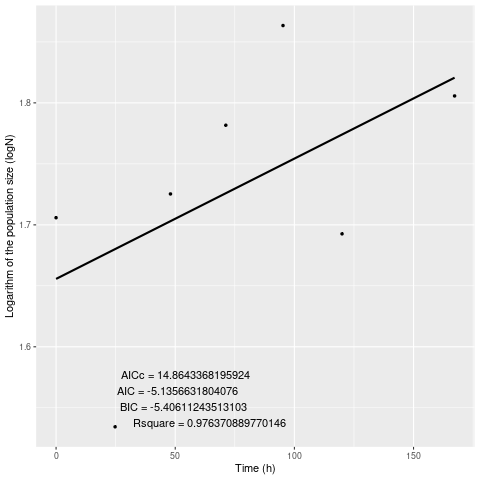 Logarithm of the population size (logN)
1.8
1.7
1.6
AICc = 14.8643368195924
AIC = -5.1356631804076
BIC = -5.40611243513103
Rsquare = 0.976370889770146
0 50 100 150
Time (h)